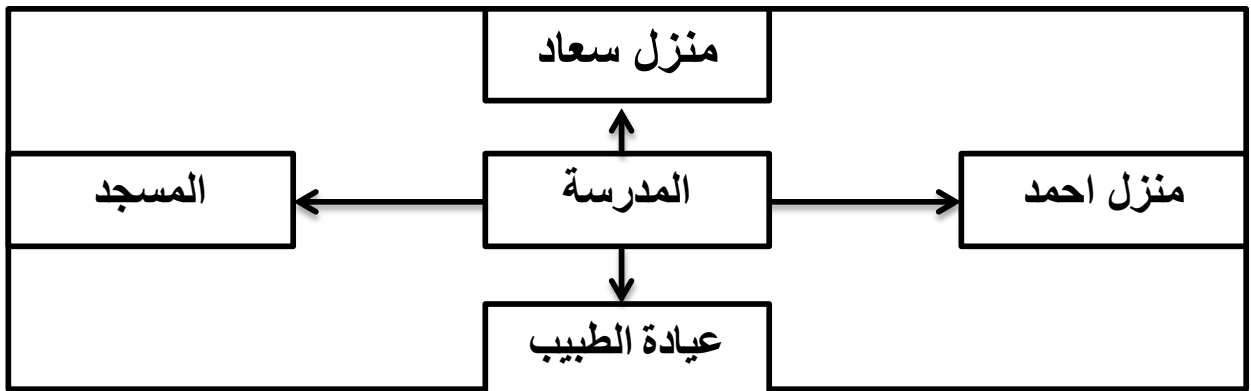 منزل سعاد
منزل احمد
المدرسة
المسجد
عيادة الطبيب